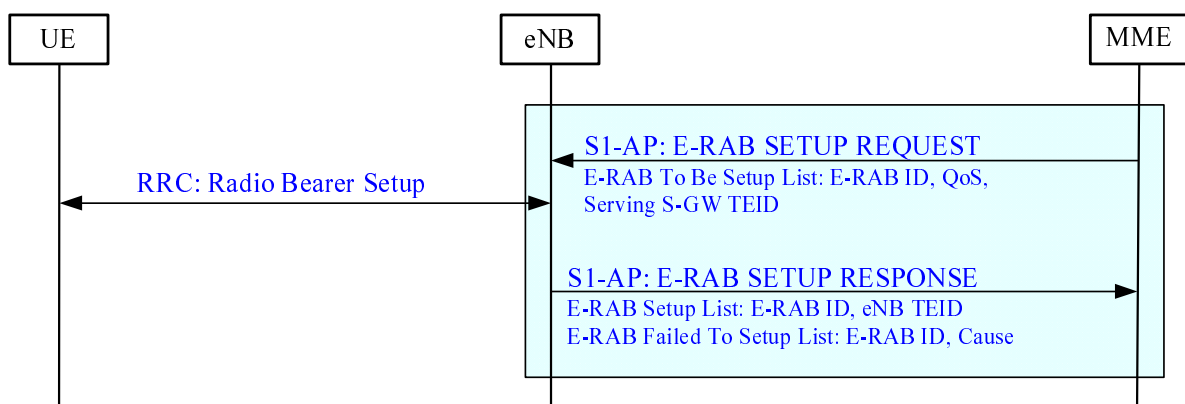 UE
eNB
MME
S1-AP: E-RAB SETUP REQUEST
E-RAB To Be Setup List: E-RAB ID, QoS,
Serving S-GW TEID
RRC: Radio Bearer Setup
S1-AP: E-RAB SETUP RESPONSE
E-RAB Setup List: E-RAB ID, eNB TEID
E-RAB Failed To Setup List: E-RAB ID, Cause